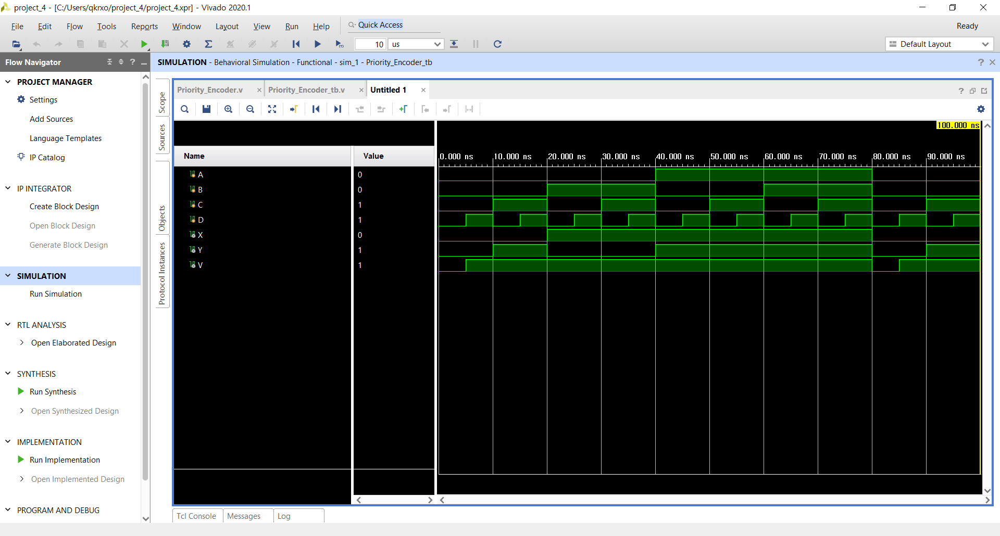 project_4 - [C:/Users/qkrxo/project_4/project_4.xpr] - Vivado 2020.1
File Edit Flow Tools Reports Window Layout View Run Help Quick Access Ready
10 us Default Layout
Flow Navigator
SIMULATION - Behavioral Simulation - Functional - sim_1 - Priority_Encoder_tb
PROJECT MANAGER
Settings
Add Sources
Language Templates
IP Catalog
IP INTEGRATOR
Create Block Design
Open Block Design
Generate Block Design
SIMULATION
Run Simulation
RTL ANALYSIS
Open Elaborated Design
SYNTHESIS
Run Synthesis
Open Synthesized Design
IMPLEMENTATION
Run Implementation
Open Implemented Design
PROGRAM AND DEBUG
Scope
Sources
Objects
Protocol Instances
Priority_Encoder.v Priority_Encoder_tb.v Untitled 1
100.000 ns
Name Value
0.000 ns 10.000 ns 20.000 ns 30.000 ns 40.000 ns 50.000 ns 60.000 ns 70.000 ns 80.000 ns 90.000 ns
A 0
B 0
C 1
D 1
X 0
Y 1
V 1
Tcl Console Messages Log